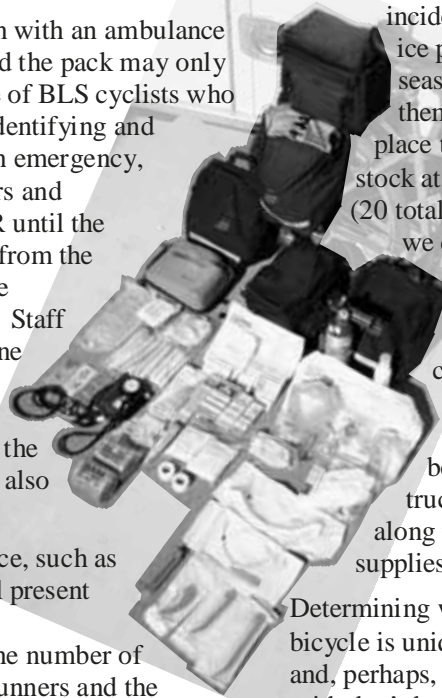 with an ambulance
d the pack may only
of BLS cyclists who
dentifying and
emergency,
rs and
R until the
from the
e
Staff
ne
the
also
ce, such as
l present
he number of
unners and the
incide
ice p
seas
them
place t
stock at
(20 total
we
c
b
truc
along
supplies
Determining v
bicycle is uniq
and, perhaps,